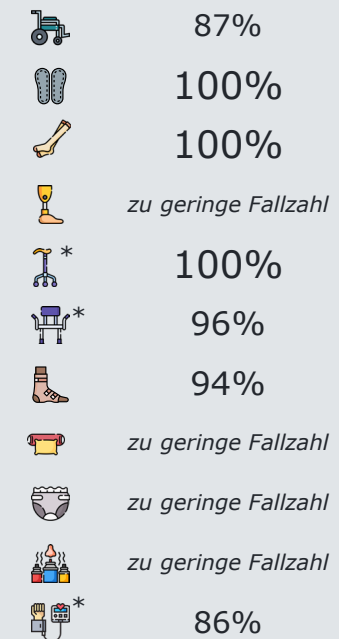 87%
100%
100%
zu geringe Fallzahl
* 100%
* 96%
94%
zu geringe Fallzahl
zu geringe Fallzahl
zu geringe Fallzahl
* 86%